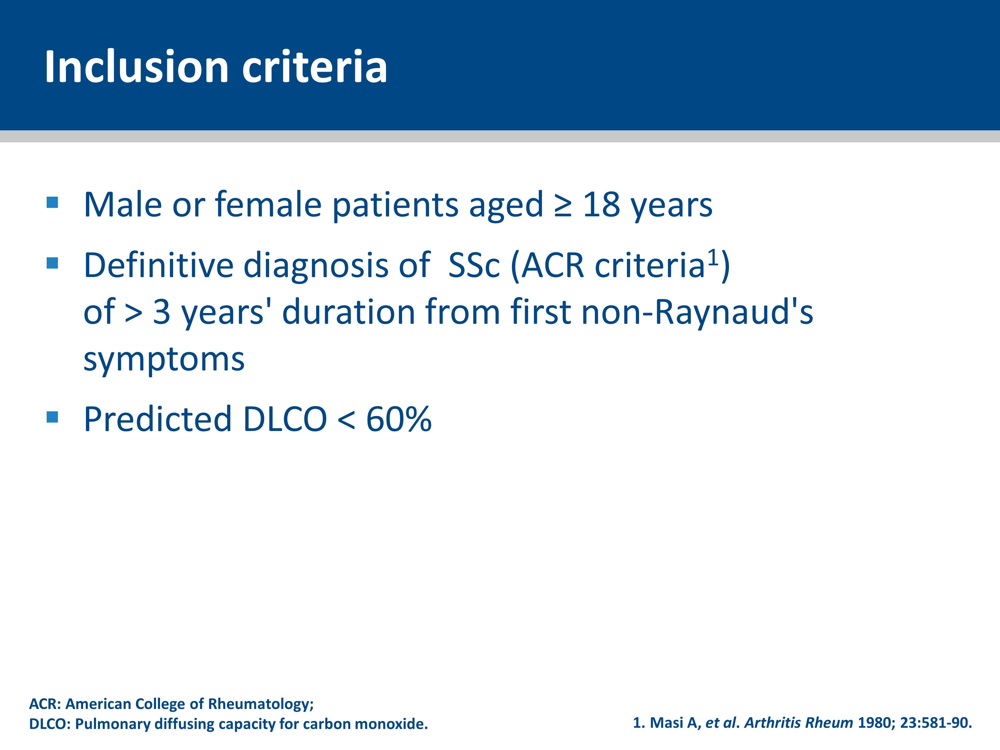 Inclusion criteria
Male or female patients aged ≥ 18 years
Definitive diagnosis of  SSc (ACR criteria¹)
of > 3 years' duration from first non-Raynaud's
symptoms
Predicted DLCO < 60%
ACR: American College of Rheumatology;
DLCO: Pulmonary diffusing capacity for carbon monoxide.
1. Masi A, et al. Arthritis Rheum 1980; 23:581-90.